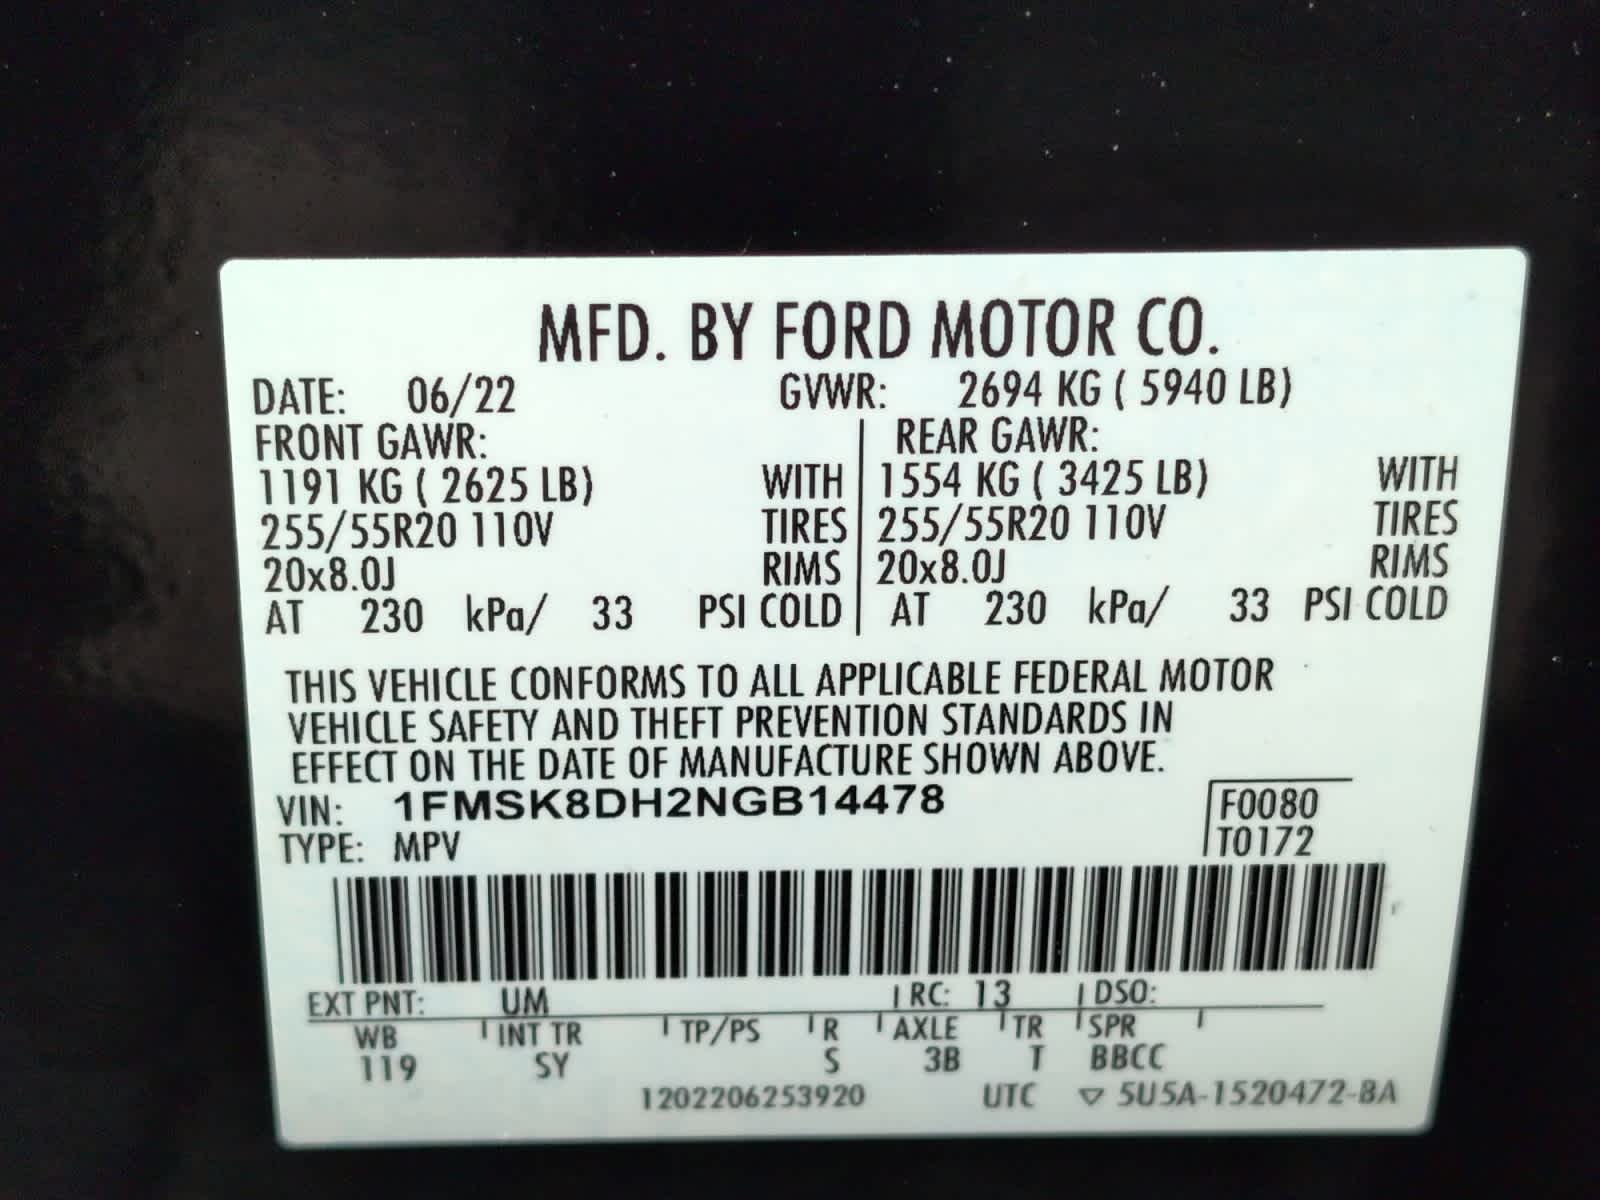 MFD. BY FORD MOTOR CO.
DATE: 06/22 GVWR: 2694 KG ( 5940 LB)
FRONT GAWR: REAR GAWR:
1191 KG ( 2625 LB) WITH 1554 KG ( 3425 LB) WITH
255/55R20 110V TIRES 255/55R20 110V TIRES
20x8.0J RIMS 20x8.0J RIMS
AT 230 kPa/ 33 PSI COLD AT 230 kPa/ 33 PSI COLD
THIS VEHICLE CONFORMS TO ALL APPLICABLE FEDERAL MOTOR
VEHICLE SAFETY AND THEFT PREVENTION STANDARDS IN
EFFECT ON THE DATE OF MANUFACTURE SHOWN ABOVE.
VIN: 1FMSK8DH2NGB14478 F0080
TYPE: MPV T0172
EXT PNT: UM RC: 13 DSO:
WB INT TR TP/PS R AXLE TR SPR
119 SY S 3B T BBCC
1202206253920 UTC ▽ 5U5A-1520472-BA